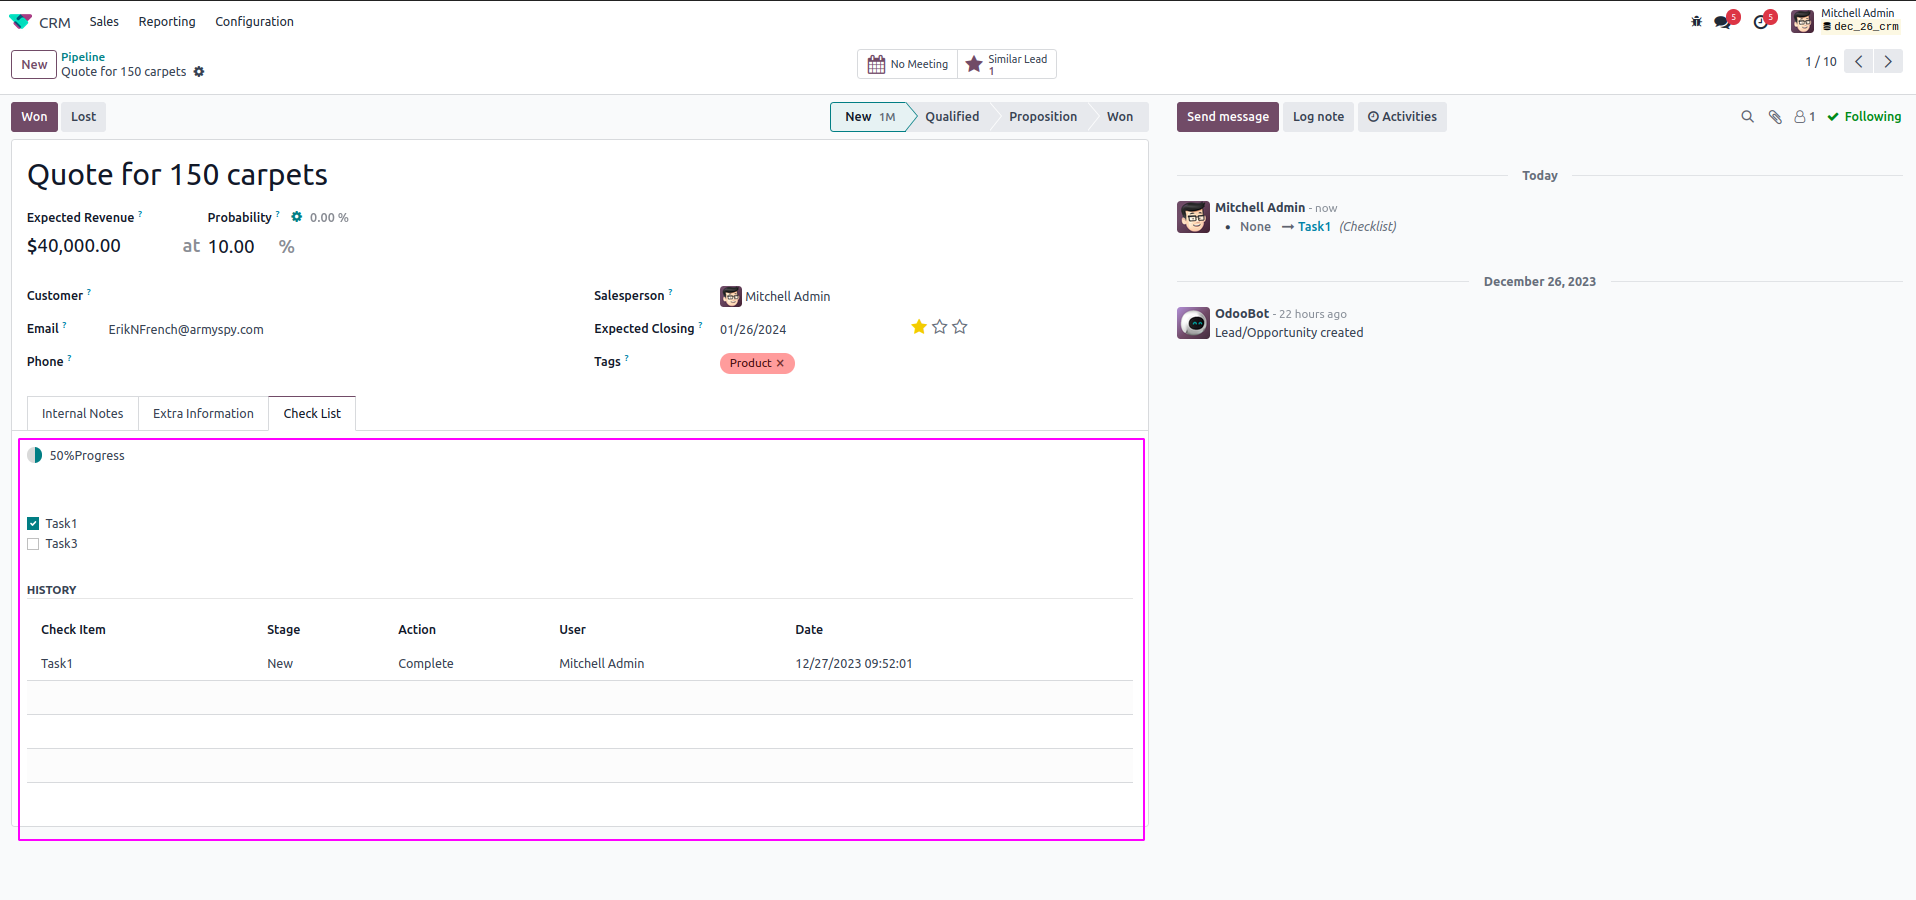 CRM Sales Reporting Configuration 5 5 Mitchell Admin
dec_26_crm
New Pipeline
Quote for 150 carpets
No Meeting Similar Lead
1
1 / 10
Won Lost New 1M Qualified Proposition Won
Send message Log note Activities 1 Following
Quote for 150 carpets
Expected Revenue ? Probability ? 0.00 %
$40,000.00 at 10.00 %
Customer ?
Email ? ErikNFrench@armyspy.com
Phone ?
Salesperson ? Mitchell Admin
Expected Closing ? 01/26/2024
Tags ? Product ×
Internal Notes Extra Information Check List
50%Progress
Task1
Task3
HISTORY
Check Item Stage Action User Date
Task1 New Complete Mitchell Admin 12/27/2023 09:52:01
Today
Mitchell Admin - now
• None → Task1 (Checklist)
December 26, 2023
OdooBot - 22 hours ago
Lead/Opportunity created